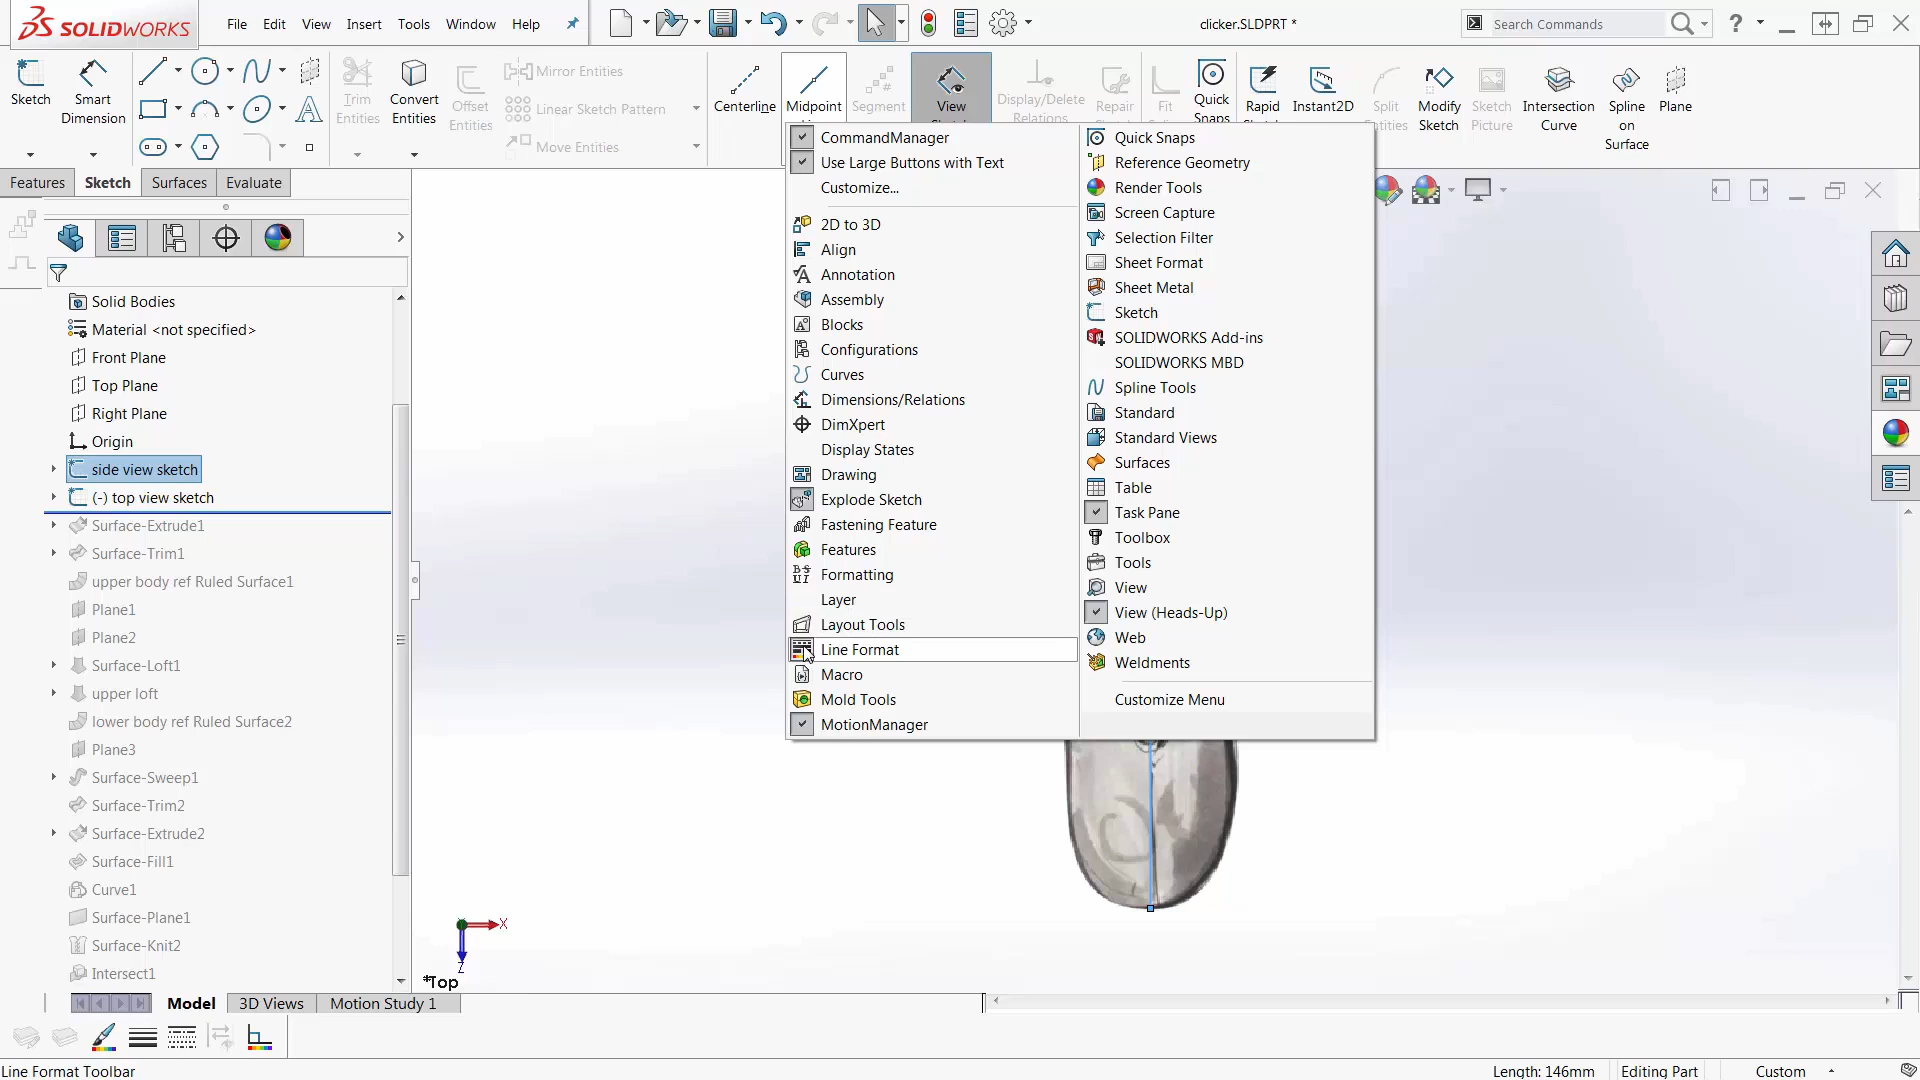 SOLIDWORKS
File
Edit
View
Insert
Tools
Window
Help
clicker.SLDPRT *
Search Commands
?
Sketch
Smart
Dimension
Trim
Entities
Convert
Entities
Offset
Entities
Mirror Entities
Linear Sketch Pattern
Move Entities
Centerline
Midpoint
Segment
View
Display/Delete
Relations
Repair
Fit
Quick
Snaps
Rapid
Instant2D
Split
Entities
Modify
Sketch
Sketch
Picture
Intersection
Curve
Spline
on
Surface
Plane
Features
Sketch
Surfaces
Evaluate
Solid Bodies
Material <not specified>
Front Plane
Top Plane
Right Plane
Origin
side view sketch
(-) top view sketch
Surface-Extrude1
Surface-Trim1
upper body ref Ruled Surface1
Plane1
Plane2
Surface-Loft1
upper loft
lower body ref Ruled Surface2
Plane3
Surface-Sweep1
Surface-Trim2
Surface-Extrude2
Surface-Fill1
Curve1
Surface-Plane1
Surface-Knit2
Intersect1
CommandManager
Use Large Buttons with Text
Customize...
2D to 3D
Align
Annotation
Assembly
Blocks
Configurations
Curves
Dimensions/Relations
DimXpert
Display States
Drawing
Explode Sketch
Fastening Feature
Features
Formatting
Layer
Layout Tools
Line Format
Macro
Mold Tools
MotionManager
Quick Snaps
Reference Geometry
Render Tools
Screen Capture
Selection Filter
Sheet Format
Sheet Metal
Sketch
SOLIDWORKS Add-ins
SOLIDWORKS MBD
Spline Tools
Standard
Standard Views
Surfaces
Table
Task Pane
Toolbox
Tools
View
View (Heads-Up)
Web
Weldments
Customize Menu
X
Z
*Top
Model
3D Views
Motion Study 1
Line Format Toolbar
Length: 146mm
Editing Part
Custom